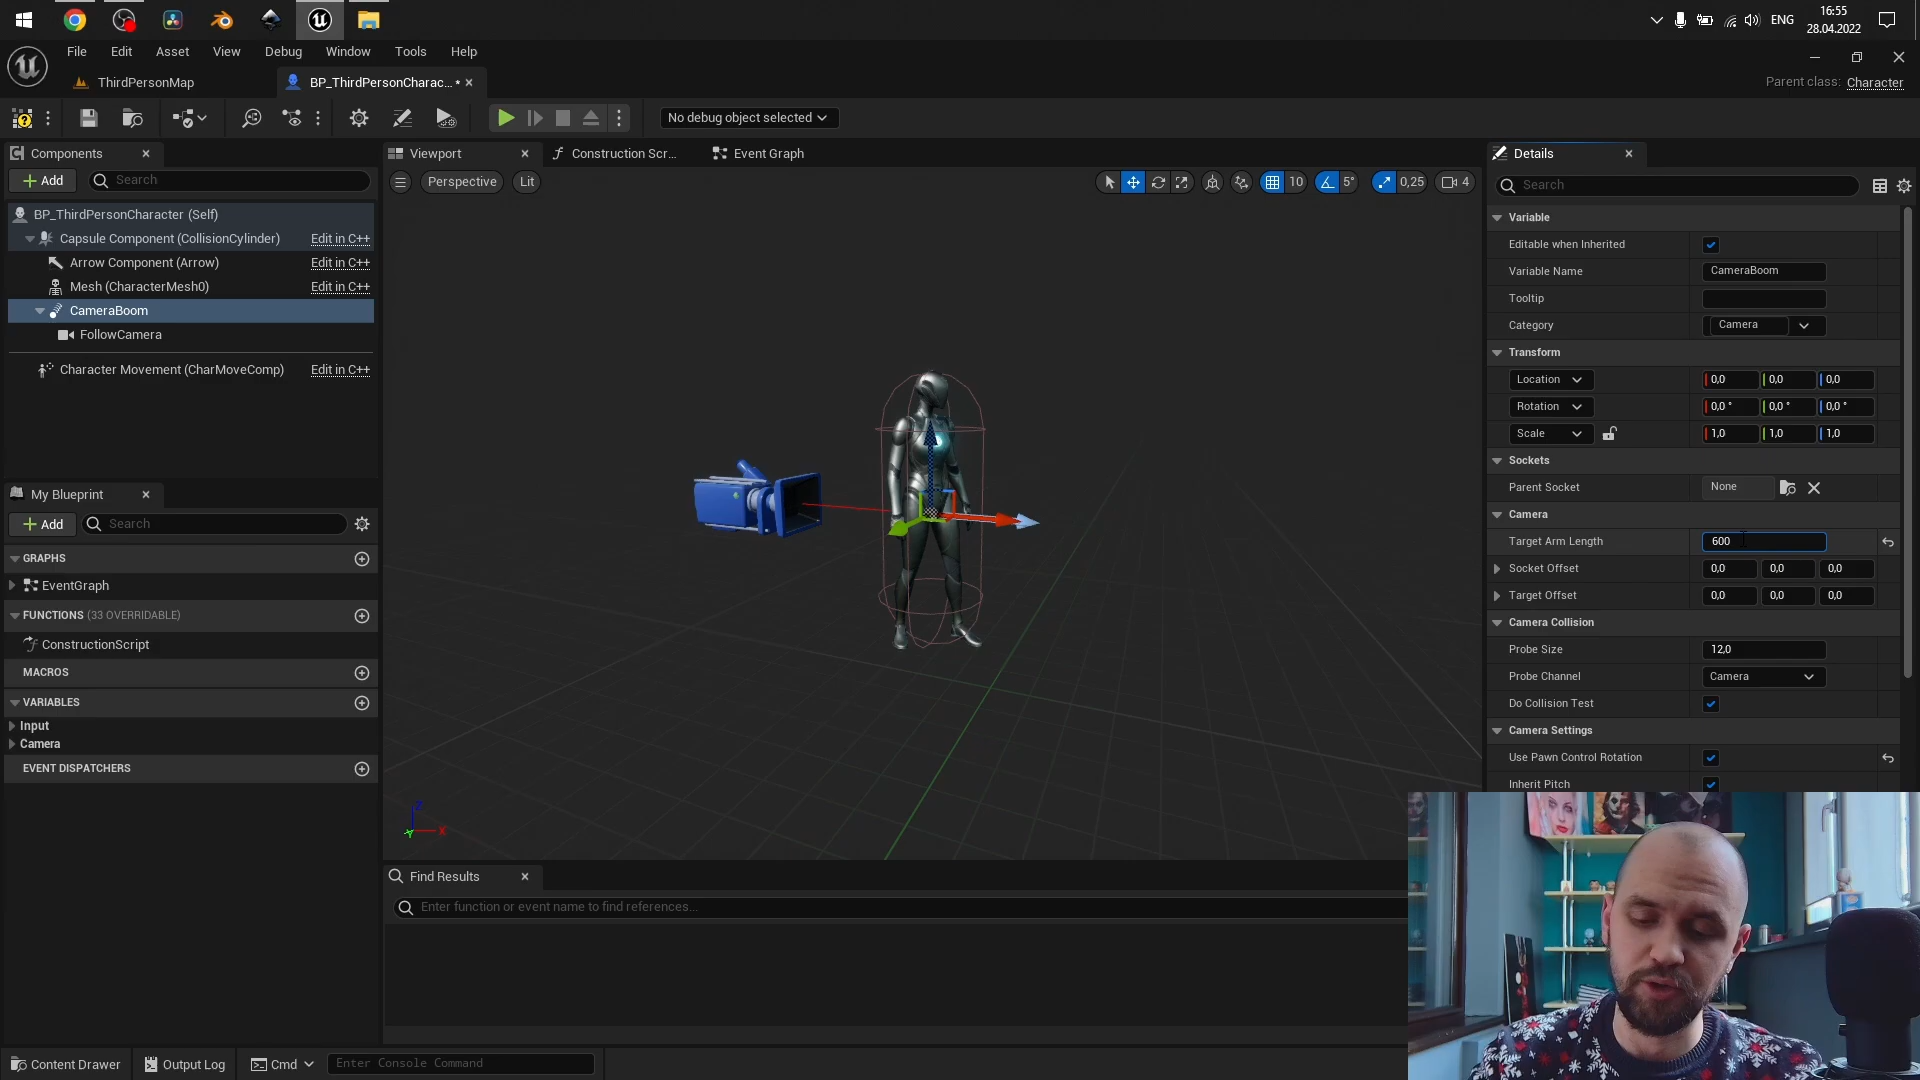 ENG
16:55
28.04.2022
File Edit Asset View Debug Window Tools Help
ThirdPersonMap
BP_ThirdPersonCharac... •
Parent class: Character
No debug object selected
Components
Add
Search
BP_ThirdPersonCharacter (Self)
Capsule Component (CollisionCylinder) Edit in C++
Arrow Component (Arrow) Edit in C++
Mesh (CharacterMesh0) Edit in C++
CameraBoom
FollowCamera
Character Movement (CharMoveComp) Edit in C++
My Blueprint
Add
Search
GRAPHS
EventGraph
FUNCTIONS (33 OVERRIDABLE)
ConstructionScript
MACROS
VARIABLES
Input
Camera
EVENT DISPATCHERS
Viewport
Construction Scr...
Event Graph
Perspective
Lit
10
5°
0,25
4
Z
X
Y
Find Results
Enter function or event name to find references...
Details
Search
Variable
Editable when Inherited
Variable Name CameraBoom
Tooltip
Category Camera
Transform
Location 0,0 0,0 0,0
Rotation 0,0 ° 0,0 ° 0,0 °
Scale 1,0 1,0 1,0
Sockets
Parent Socket None
Camera
Target Arm Length 600
Socket Offset 0,0 0,0 0,0
Target Offset 0,0 0,0 0,0
Camera Collision
Probe Size 12,0
Probe Channel Camera
Do Collision Test
Camera Settings
Use Pawn Control Rotation
Inherit Pitch
Content Drawer
Output Log
Cmd
Enter Console Command